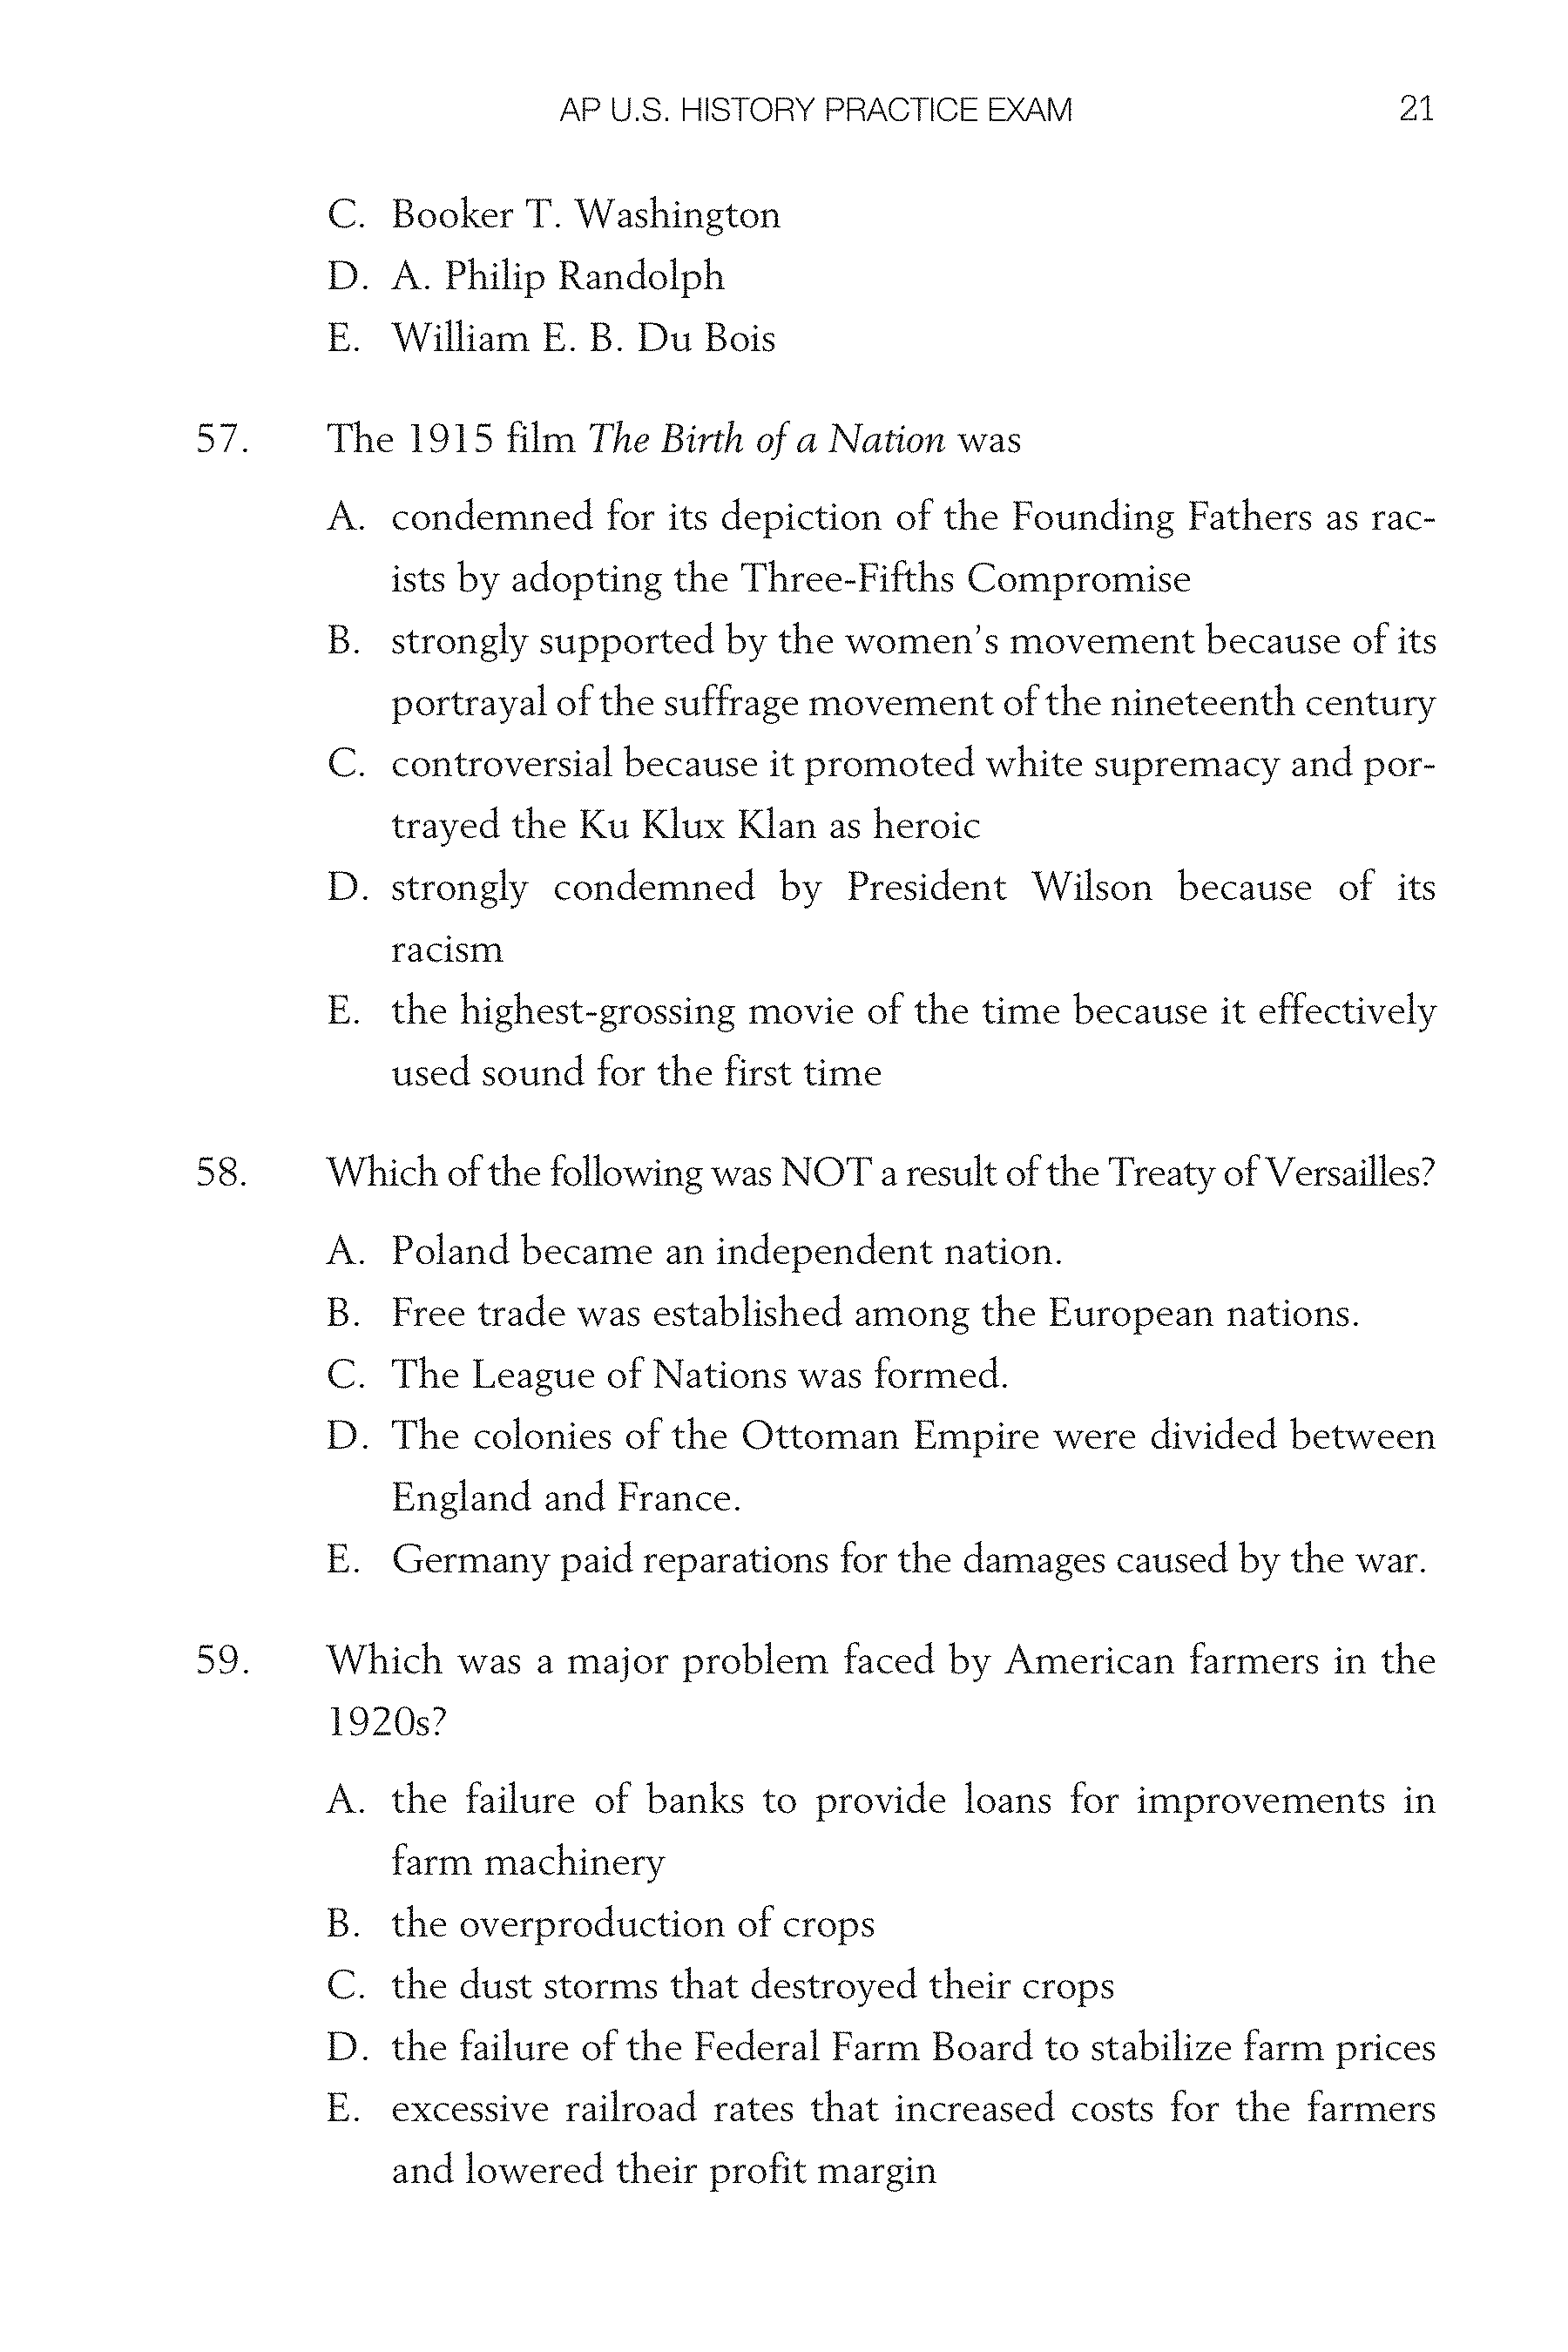 AP U.S. HISTORY PRACTICE EXAM 21
C. Booker T. Washington
D. A. Philip Randolph
E. William E. B. Du Bois
57. The 1915 film The Birth of a Nation was
A. condemned for its depiction of the Founding Fathers as rac-
ists by adopting the Three-Fifths Compromise
B. strongly supported by the women's movement because of its
portrayal of the suffrage movement of the nineteenth century
C. controversial because it promoted white supremacy and por-
trayed the Ku Klux Klan as heroic
D. strongly condemned by President Wilson because of its
racism
E. the highest-grossing movie of the time because it effectively
used sound for the first time
58. Which of the following was NOT a result of the Treaty of Versailles?
A. Poland became an independent nation.
B. Free trade was established among the European nations.
C. The League of Nations was formed.
D. The colonies of the Ottoman Empire were divided between
England and France.
E. Germany paid reparations for the damages caused by the war.
59. Which was a major problem faced by American farmers in the
1920s?
A. the failure of banks to provide loans for improvements in
farm machinery
B. the overproduction of crops
C. the dust storms that destroyed their crops
D. the failure of the Federal Farm Board to stabilize farm prices
E. excessive railroad rates that increased costs for the farmers
and lowered their profit margin